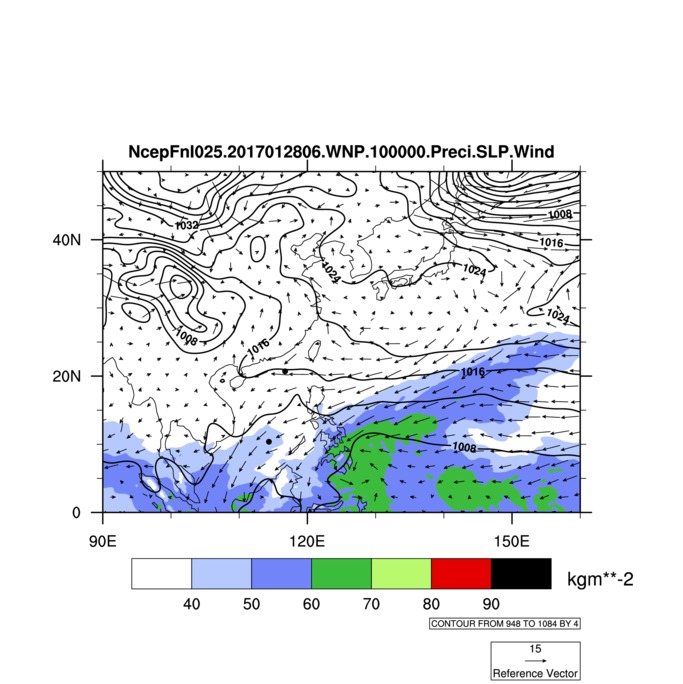 NcepFnl025.2017012806.WNP.100000.Preci.SLP.Wind
1032
1008
40N
1016
1024
1024
1024
1008
1016
20N
1016
1008
0
90E 120E 150E
kgm**-2
40 50 60 70 80 90
CONTOUR FROM 948 TO 1084 BY 4
15
Reference Vector